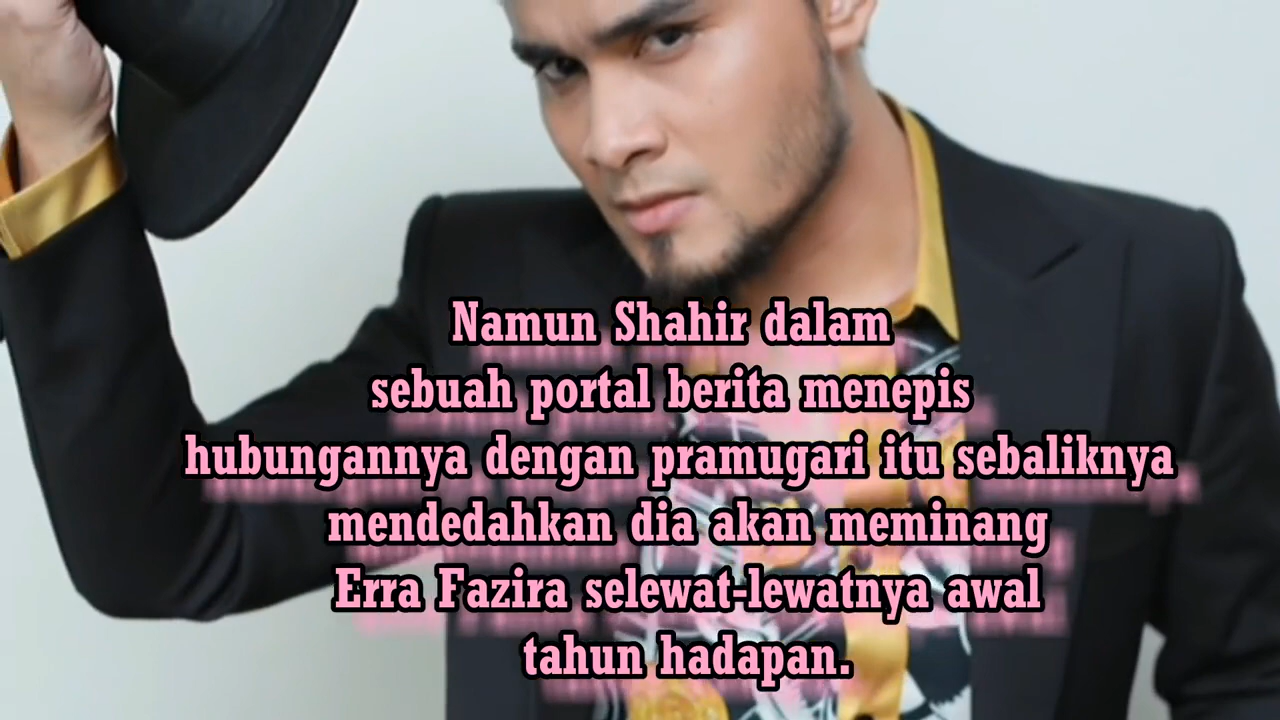 Namun Shahir dalam
sebuah portal berita menepis
hubungannya dengan pramugari itu sebaliknya
mendedahkan dia akan meminang
Erra Fazira selewat-lewatnya awal
tahun hadapan.